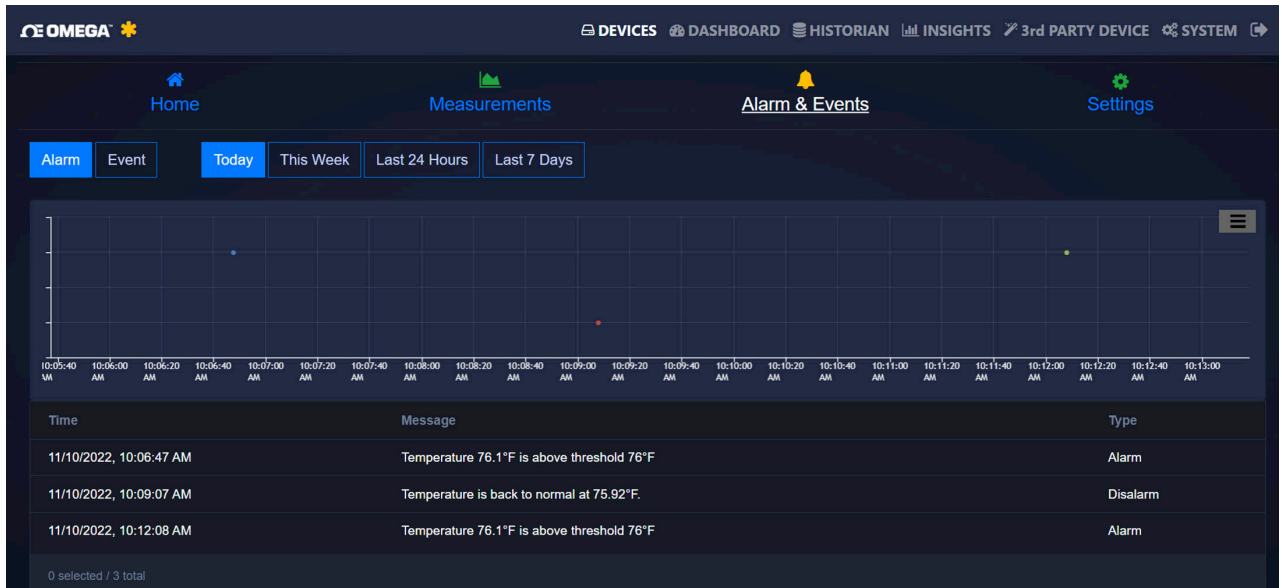 ΩE OMEGA™
DEVICES DASHBOARD HISTORIAN INSIGHTS 3rd PARTY DEVICE SYSTEM
Home Measurements Alarm & Events Settings
Alarm Event Today This Week Last 24 Hours Last 7 Days
10:05:40 10:06:00 10:06:20 10:06:40 10:07:00 10:07:20 10:07:40 10:08:00 10:08:20 10:08:40 10:09:00 10:09:20 10:09:40 10:10:00 10:10:20 10:10:40 10:11:00 10:11:20 10:11:40 10:12:00 10:12:20 10:12:40 10:13:00
AM AM AM AM AM AM AM AM AM AM AM AM AM AM AM AM AM AM AM AM AM AM AM
Time Message Type
11/10/2022, 10:06:47 AM Temperature 76.1°F is above threshold 76°F Alarm
11/10/2022, 10:09:07 AM Temperature is back to normal at 75.92°F. Disalarm
11/10/2022, 10:12:08 AM Temperature 76.1°F is above threshold 76°F Alarm
0 selected / 3 total